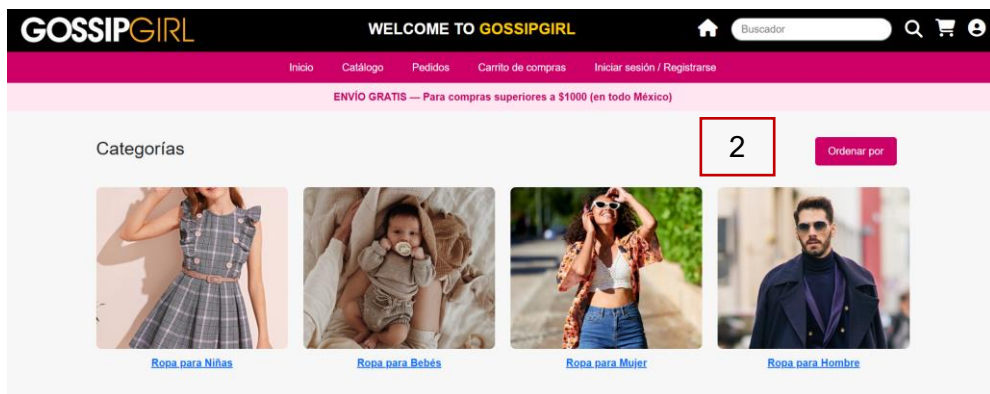 GOSSIPGIRL
WELCOME TO GOSSIPGIRL
Buscador
Inicio Catálogo Pedidos Carrito de compras Iniciar sesión / Registrarse
ENVÍO GRATIS — Para compras superiores a $1000 (en todo México)
Categorías
2
Ordenar por
Ropa para Niñas
Ropa para Bebés
Ropa para Mujer
Ropa para Hombre